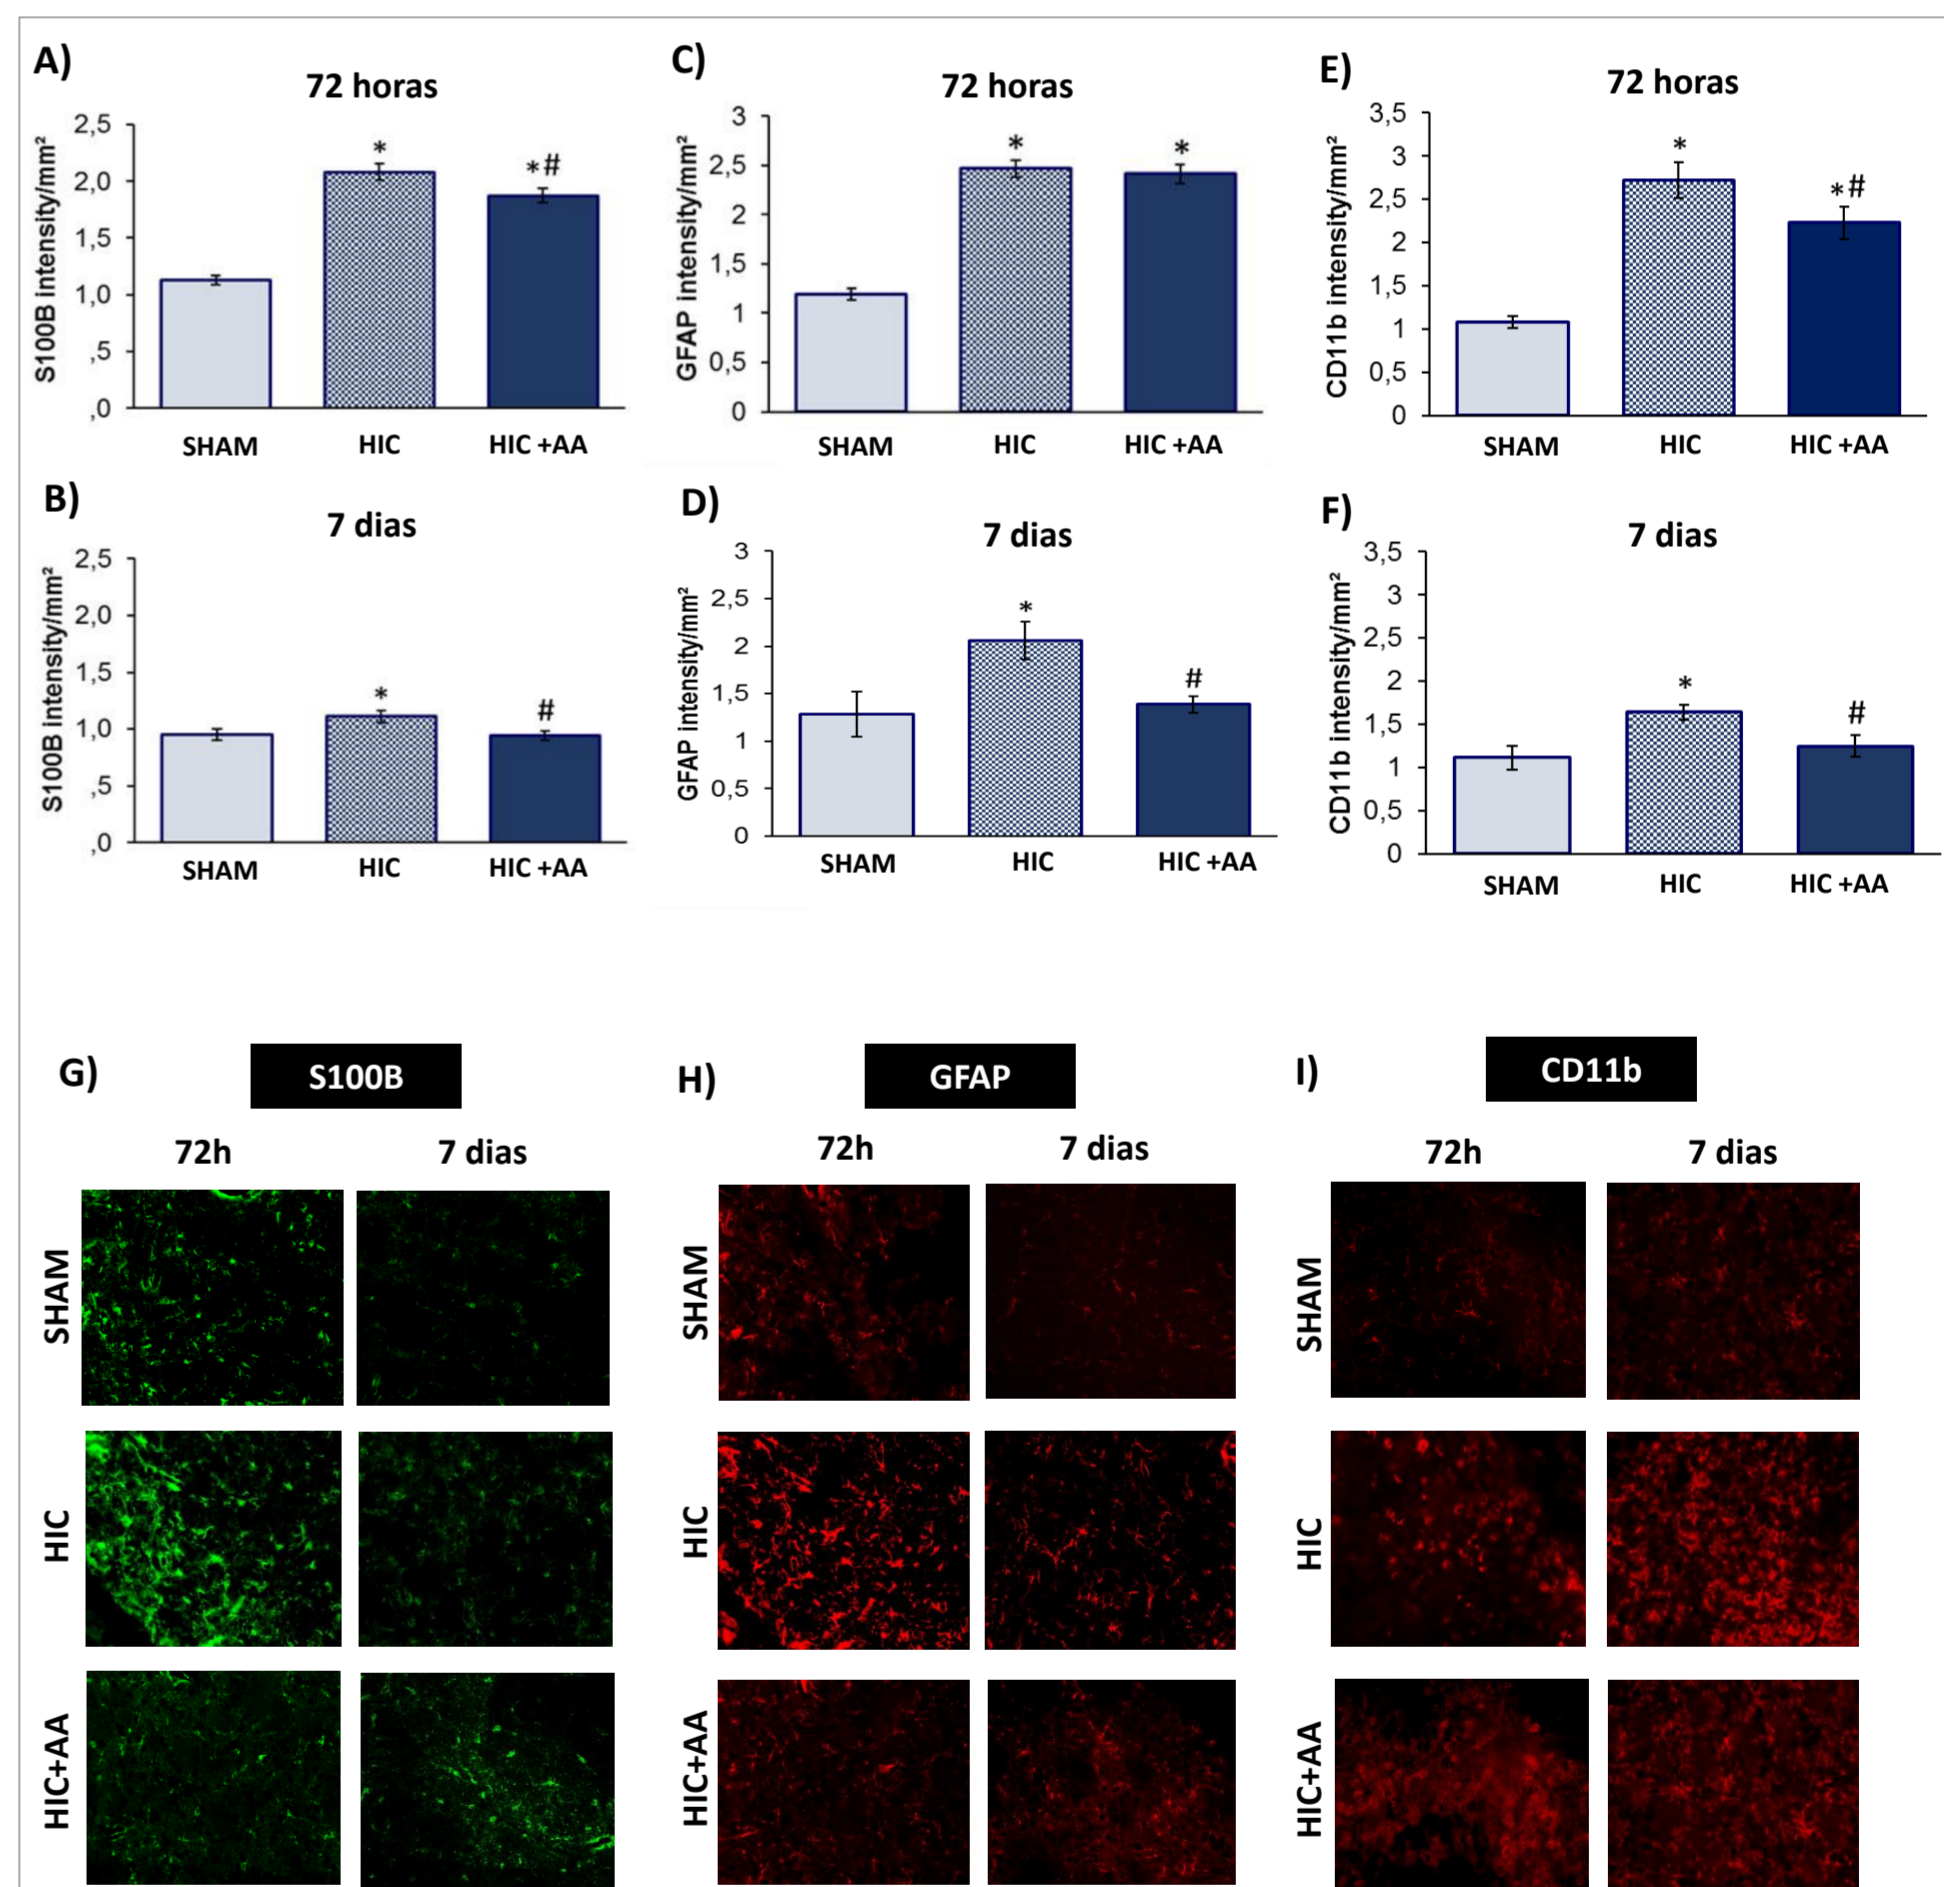 A)
72 horas
S100B intensity/mm²
2,5
2,0
1,5
1,0
,5
,0
*
*#
SHAM HIC HIC +AA
C)
72 horas
GFAP intensity/mm²
3
2,5
2
1,5
1
0,5
0
*
*
SHAM HIC HIC +AA
E)
72 horas
CD11b intensity/mm²
3,5
3
2,5
2
1,5
1
0,5
0
*
*#
SHAM HIC HIC +AA
B)
7 dias
S100B intensity/mm²
2,5
2,0
1,5
1,0
,5
,0
*
#
SHAM HIC HIC +AA
D)
7 dias
GFAP intensity/mm²
3
2,5
2
1,5
1
0,5
0
*
#
SHAM HIC HIC +AA
F)
7 dias
CD11b intensity/mm²
3,5
3
2,5
2
1,5
1
0,5
0
*
#
SHAM HIC HIC +AA
G)
S100B
72h 7 dias
SHAM
HIC
HIC+AA
H)
GFAP
72h 7 dias
SHAM
HIC
HIC+AA
I)
CD11b
72h 7 dias
SHAM
HIC
HIC+AA